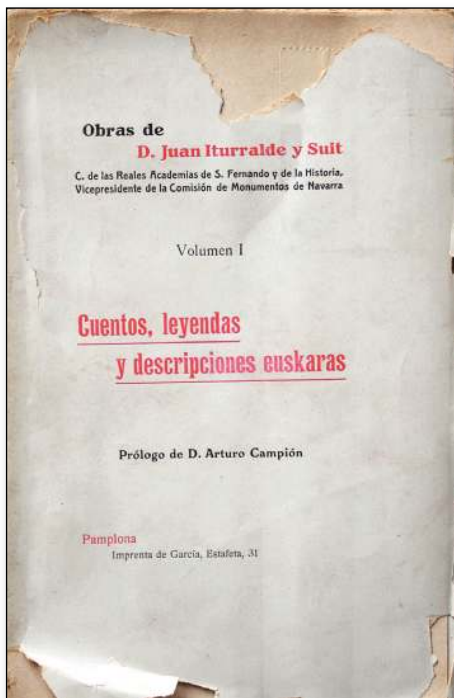 Obras de
D. Juan Iturralde y Suit
C. de las Reales Academias de S. Fernando y de la Historia,
Vicepresidente de la Comisión de Monumentos de Navarra
Volumen I
Cuentos, leyendas
y descripciones euskaras
Prólogo de D. Arturo Campión
Pamplona
Imprenta de García, Estafeta, 31